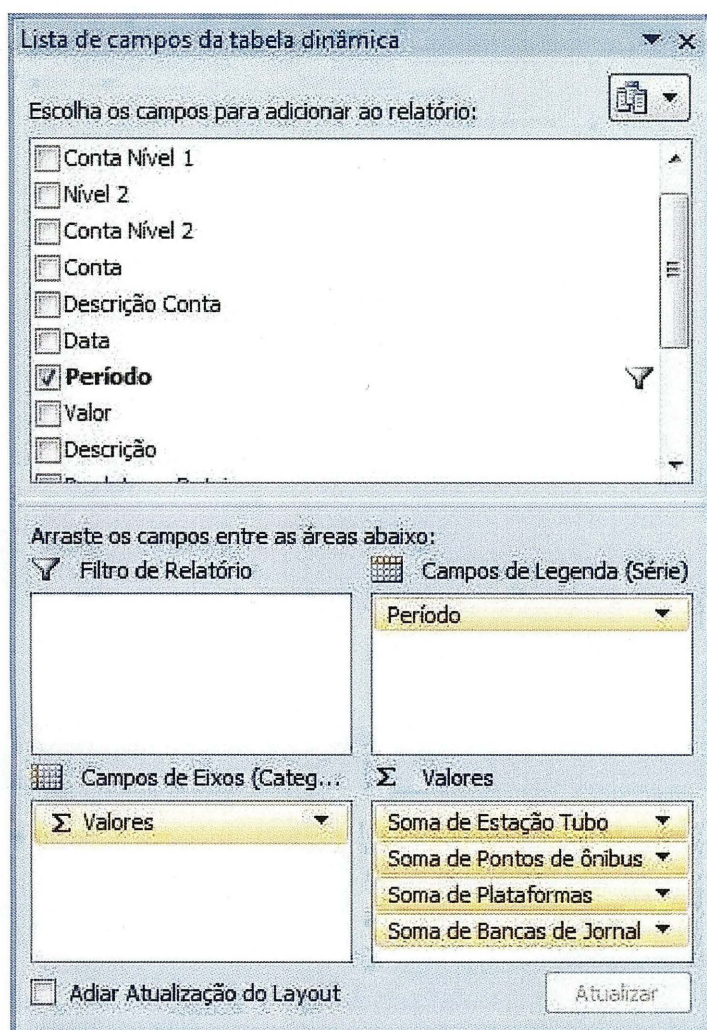 Lista de campos da tabela dinâmica
Escolha os campos para adicionar ao relatório:
Conta Nível 1
Nível 2
Conta Nível 2
Conta
Descrição Conta
Data
Período
Valor
Descrição
Arraste os campos entre as áreas abaixo:
Filtro de Relatório
Campos de Legenda (Série)
Período
Campos de Eixos (Categ...
Σ Valores
Σ Valores
Soma de Estação Tubo
Soma de Pontos de ônibus
Soma de Plataformas
Soma de Bancas de Jornal
Adiar Atualização do Layout
Atualizar